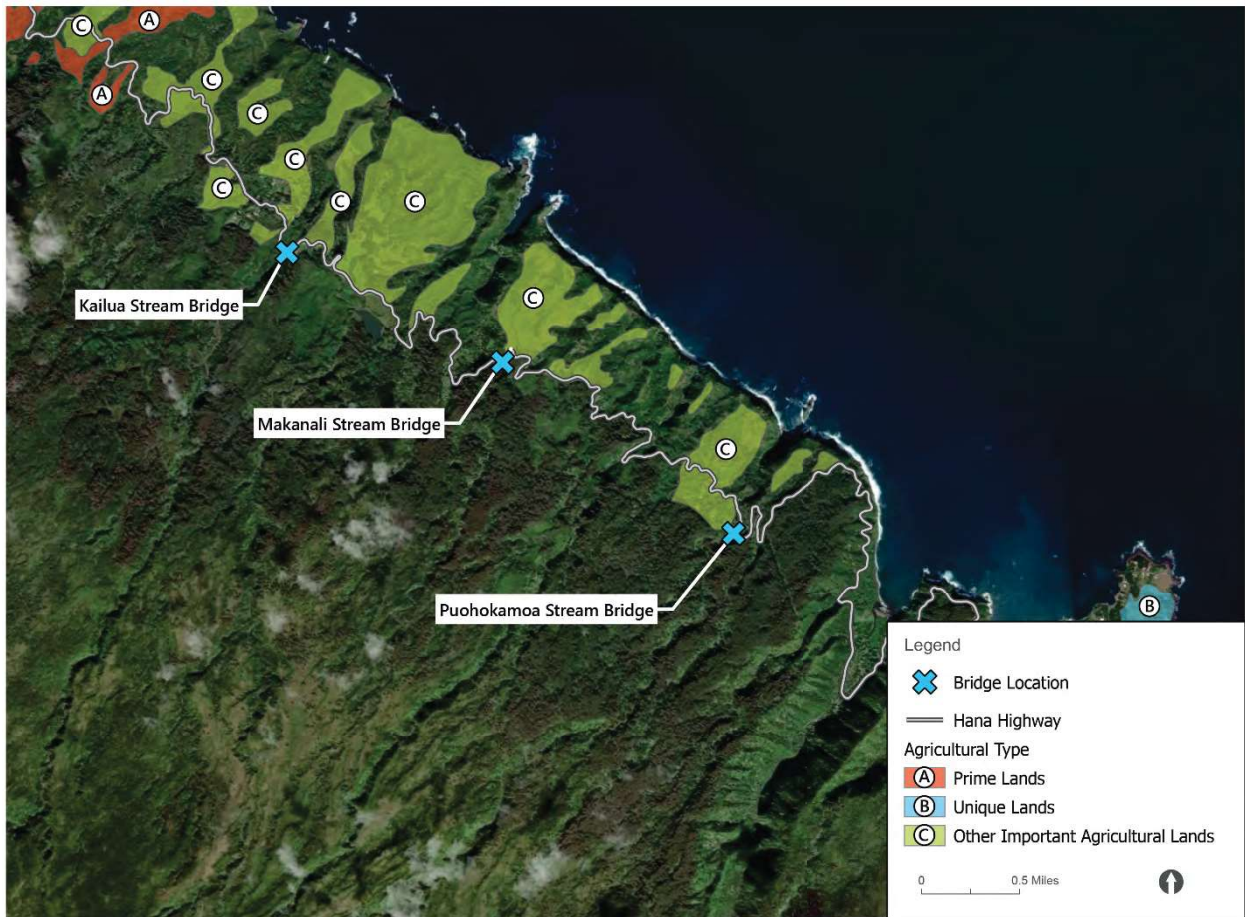 A
C
A
C
C
C
C
C
C
Kailua Stream Bridge
C
Makanali Stream Bridge
C
Puohokamoa Stream Bridge
B
Legend
Bridge Location
Hana Highway
Agricultural Type
A Prime Lands
B Unique Lands
C Other Important Agricultural Lands
0 0.5 Miles